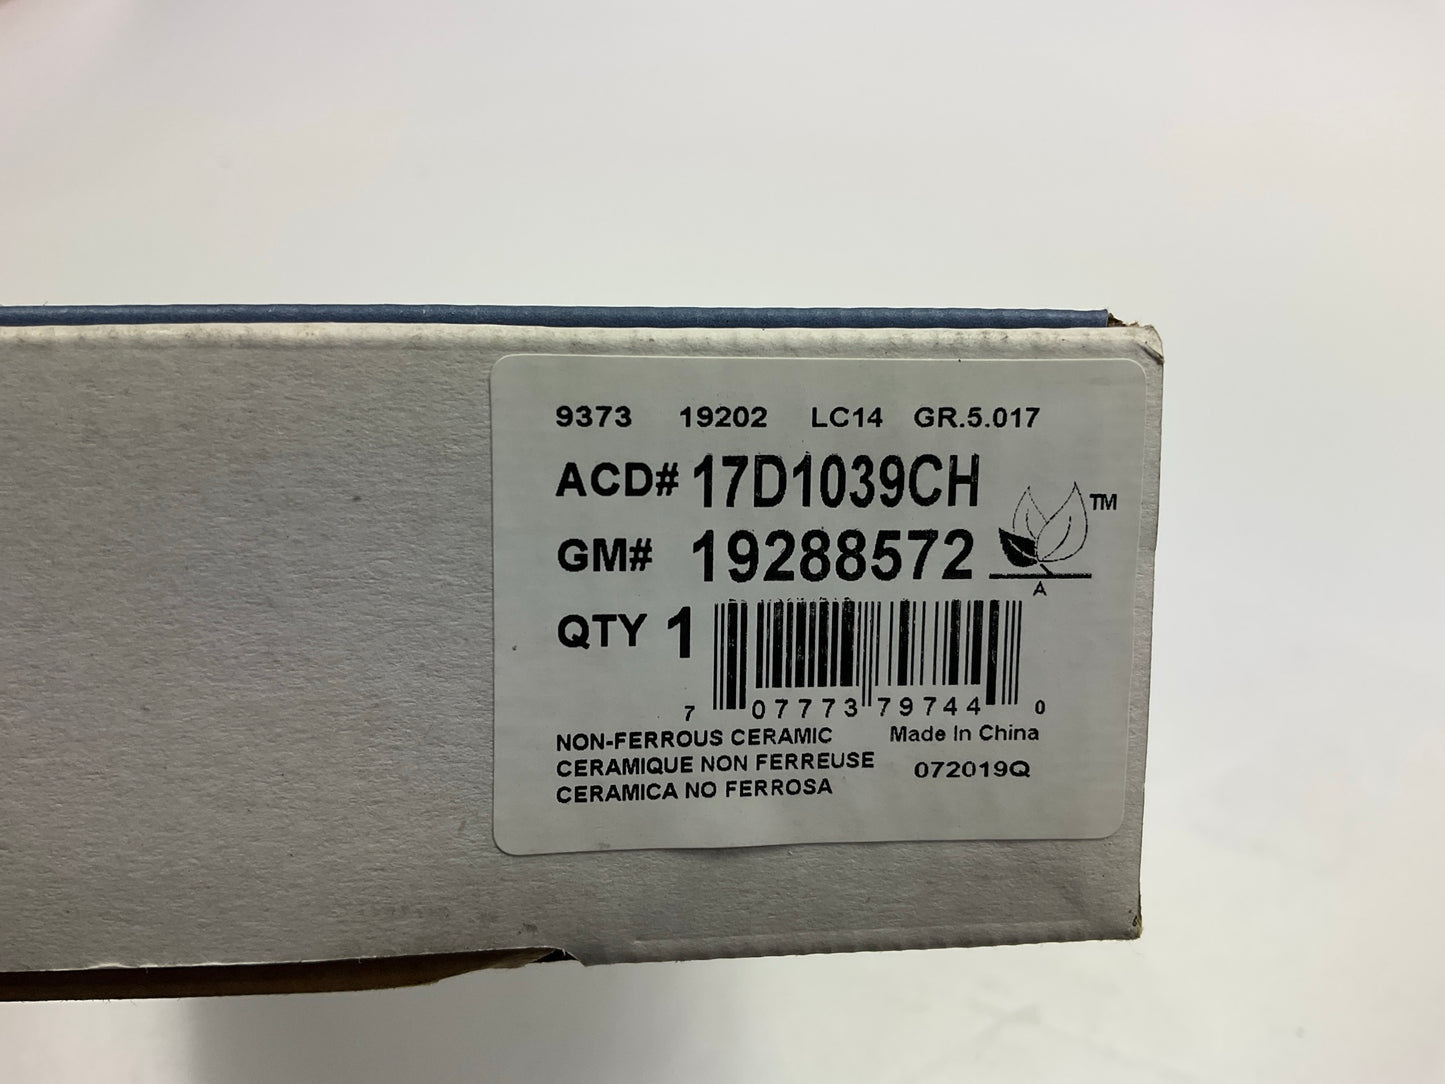 9373 19202 LC14 GR.5.017
ACD# 17D1039CH
TM
GM# 19288572
A
QTY 1
7 07773 79744 0
NON-FERROUS CERAMIC Made In China
CERAMIQUE NON FERREUSE 072019Q
CERAMICA NO FERROSA